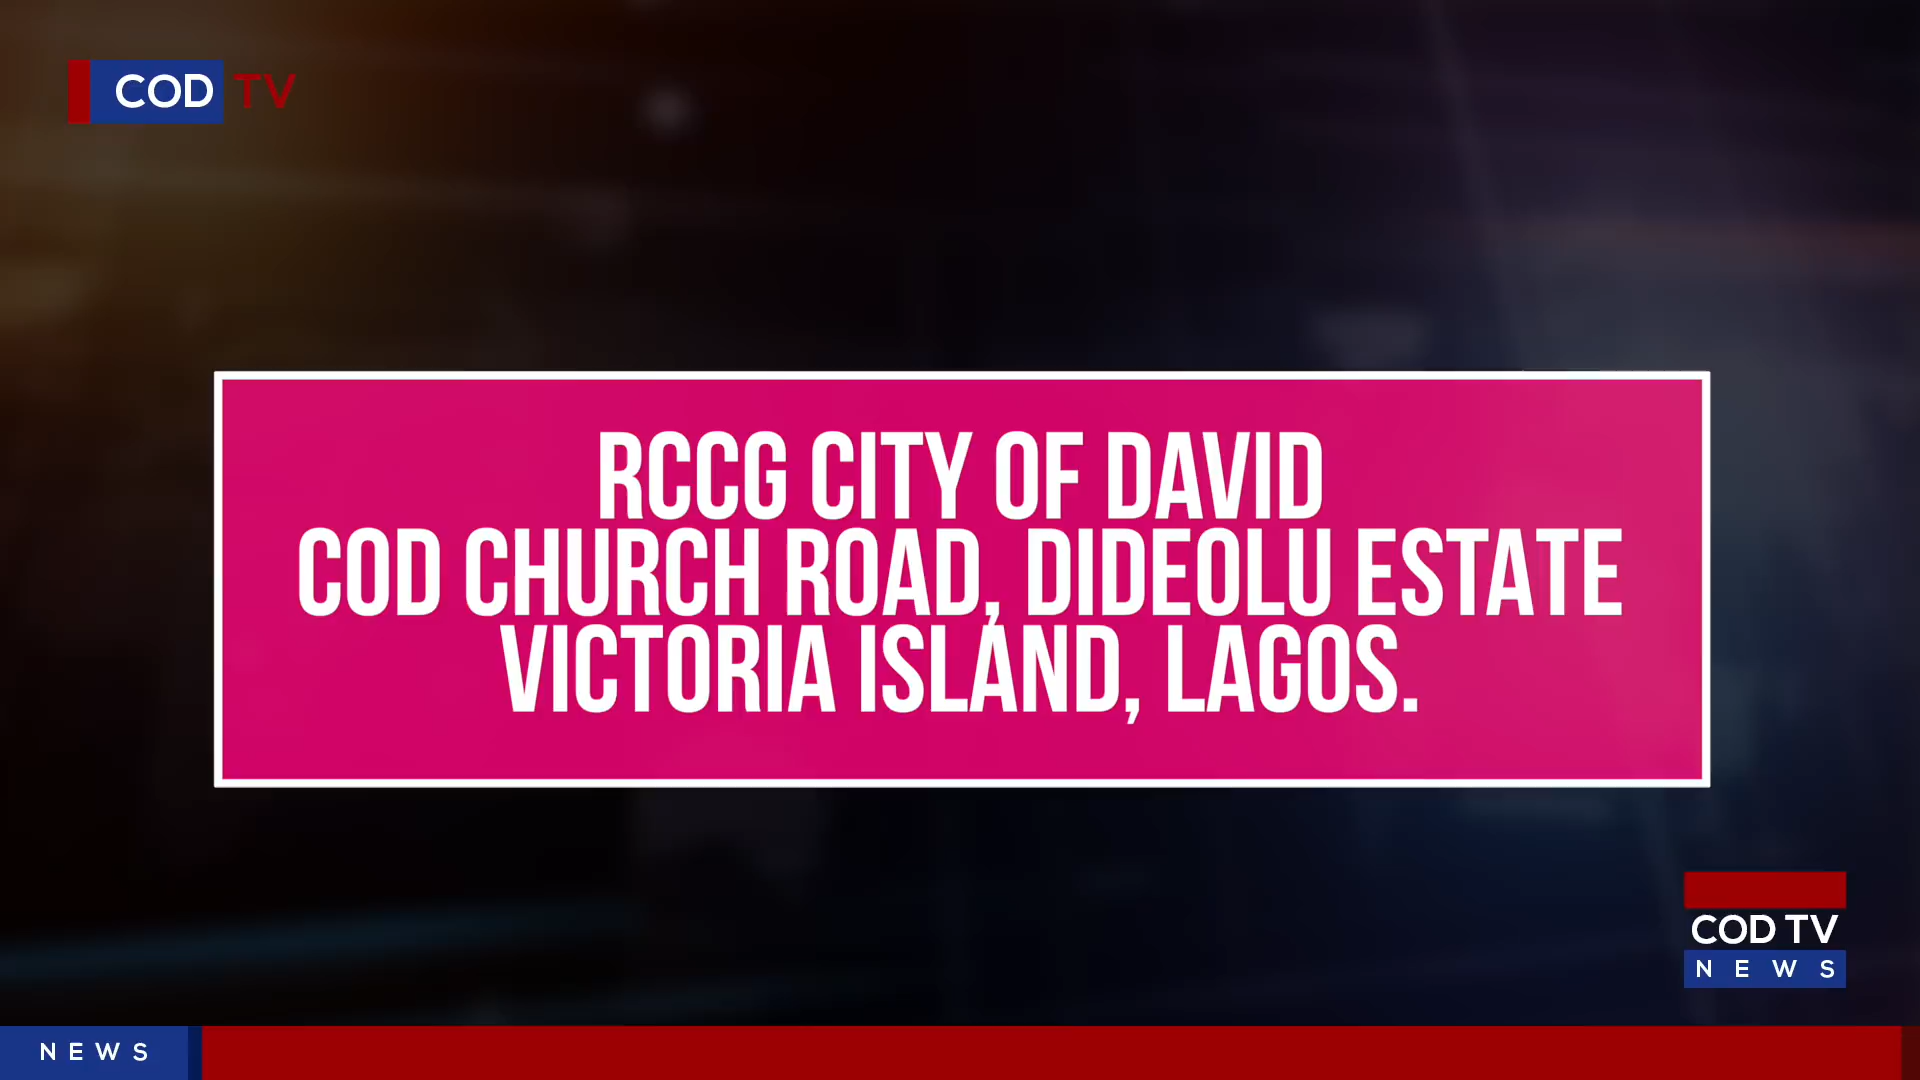 COD TV
RCCG CITY OF DAVID
COD CHURCH ROAD, DIDEOLU ESTATE
VICTORIA ISLAND, LAGOS.
COD TV
NEWS
NEWS